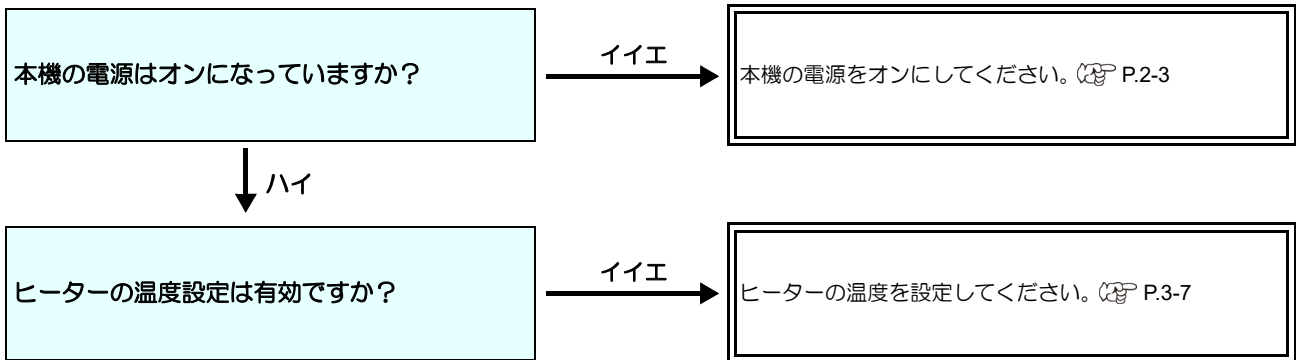 本機の電源はオンになっていますか？
イイエ
本機の電源をオンにしてください。 P.2-3
ハイ
ヒーターの温度設定は有効ですか？
イイエ
ヒーターの温度を設定してください。 P.3-7